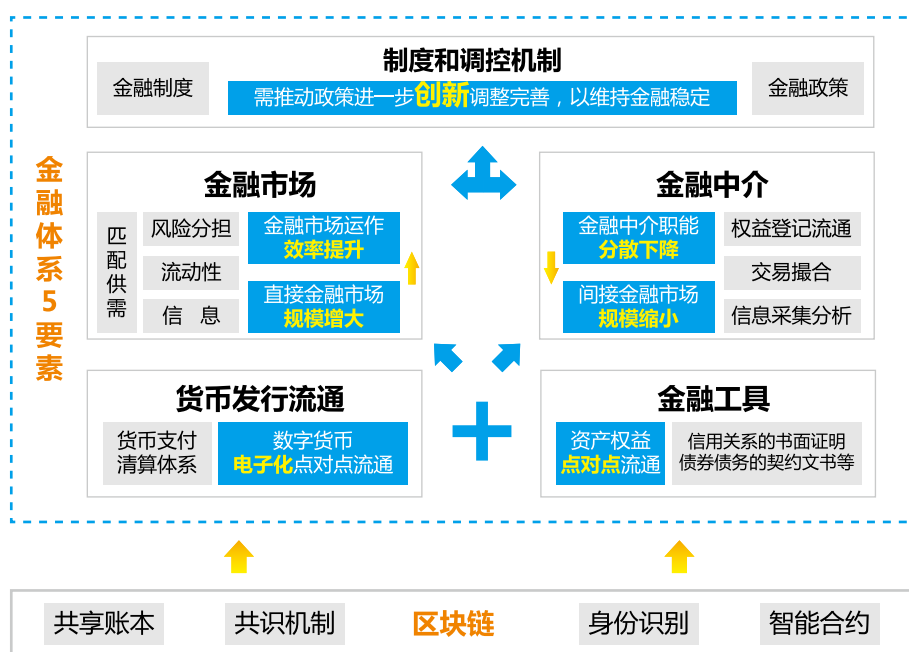 制度和调控机制
金融制度
需推动政策进一步创新调整完善，以维持金融稳定
金融政策
金融体系5要素
金融市场
匹配供需
风险分担
流动性
信 息
金融市场运作
效率提升
直接金融市场
规模增大
金融中介
金融中介职能
分散下降
间接金融市场
规模缩小
权益登记流通
交易撮合
信息采集分析
货币发行流通
货币支付
清算体系
数字货币
电子化点对点流通
金融工具
资产权益
点对点流通
信用关系的书面证明
债券债务的契约文书等
共享账本
共识机制
区块链
身份识别
智能合约